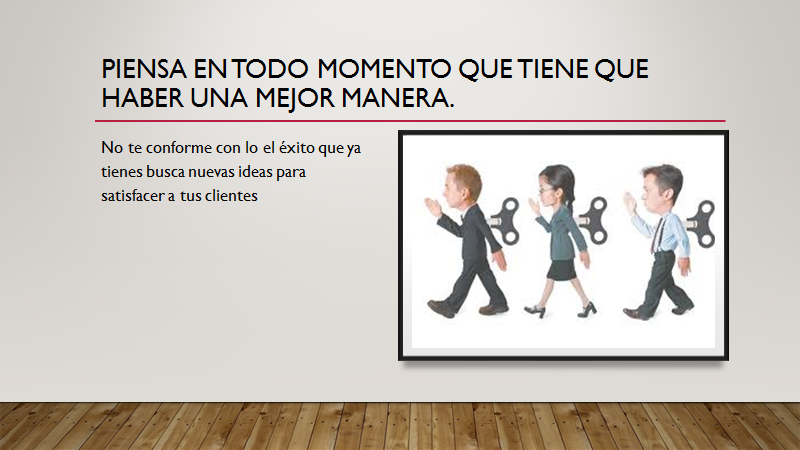 PIENSA EN TODO MOMENTO QUE TIENE QUE
HABER UNA MEJOR MANERA.
No te conforme con lo el éxito que ya
tienes busca nuevas ideas para
satisfacer a tus clientes